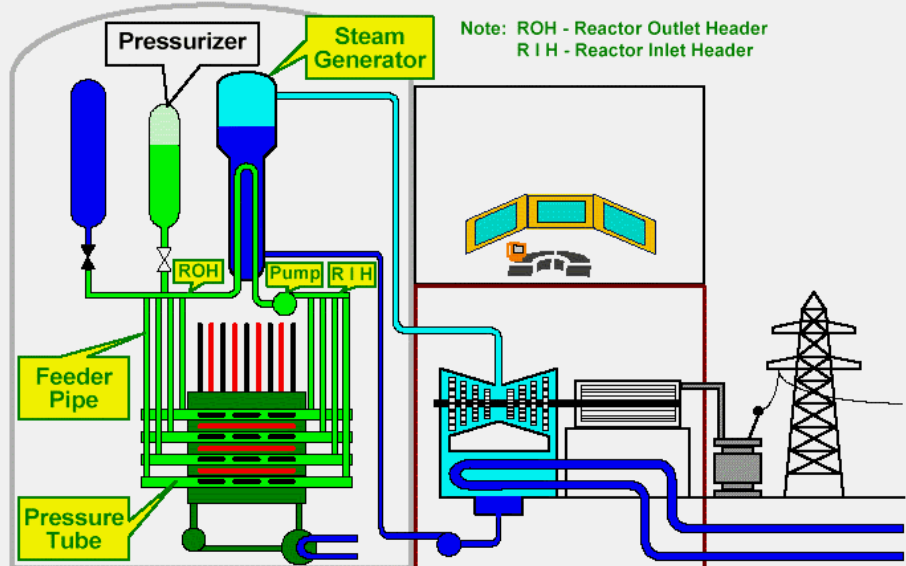 Pressurizer
Steam
Generator
Note: ROH - Reactor Outlet Header
R I H - Reactor Inlet Header
ROH
Pump
R I H
Feeder
Pipe
Pressure
Tube